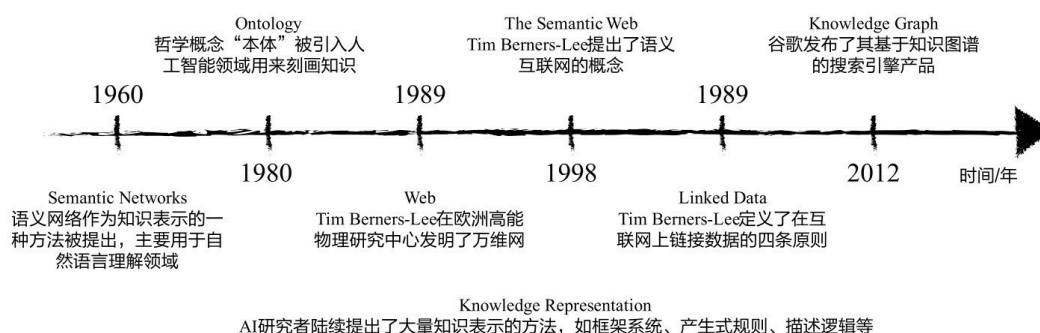 Ontology
哲学概念“本体”被引入人
工智能领域用来刻画知识
The Semantic Web
Tim Berners-Lee提出了语义
互联网的概念
Knowledge Graph
谷歌发布了其基于知识图谱
的搜索引擎产品
1960
1989
1989
1980
1998
2012
时间/年
Semantic Networks
语义网络作为知识表示的一
种方法被提出，主要用于自
然语言理解领域
Web
Tim Berners-Lee在欧洲高能
物理研究中心发明了万维网
Linked Data
Tim Berners-Lee定义了在互
联网上链接数据的四条原则
Knowledge Representation
AI研究者陆续提出了大量知识表示的方法，如框架系统、产生式规则、描述逻辑等